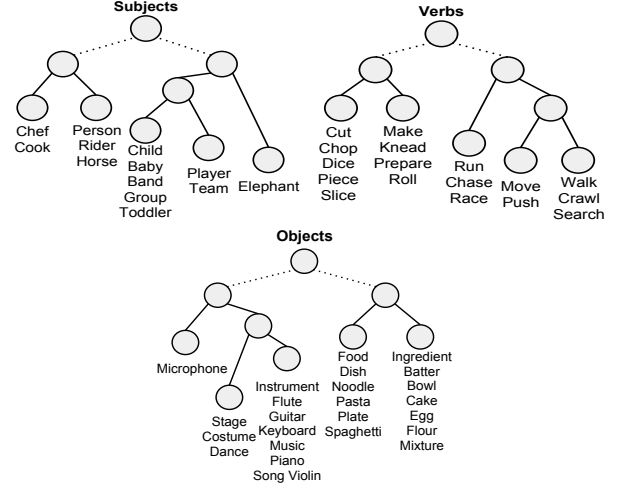 Subjects
Chef
Cook
Person
Rider
Horse
Child
Baby
Band
Group
Toddler
Player
Team
Elephant
Verbs
Cut
Chop
Dice
Piece
Slice
Make
Knead
Prepare
Roll
Run
Chase
Race
Move
Push
Walk
Crawl
Search
Objects
Microphone
Stage
Costume
Dance
Instrument
Flute
Guitar
Keyboard
Music
Piano
Song Violin
Food
Dish
Noodle
Pasta
Plate
Spaghetti
Ingredient
Batter
Bowl
Cake
Egg
Flour
Mixture